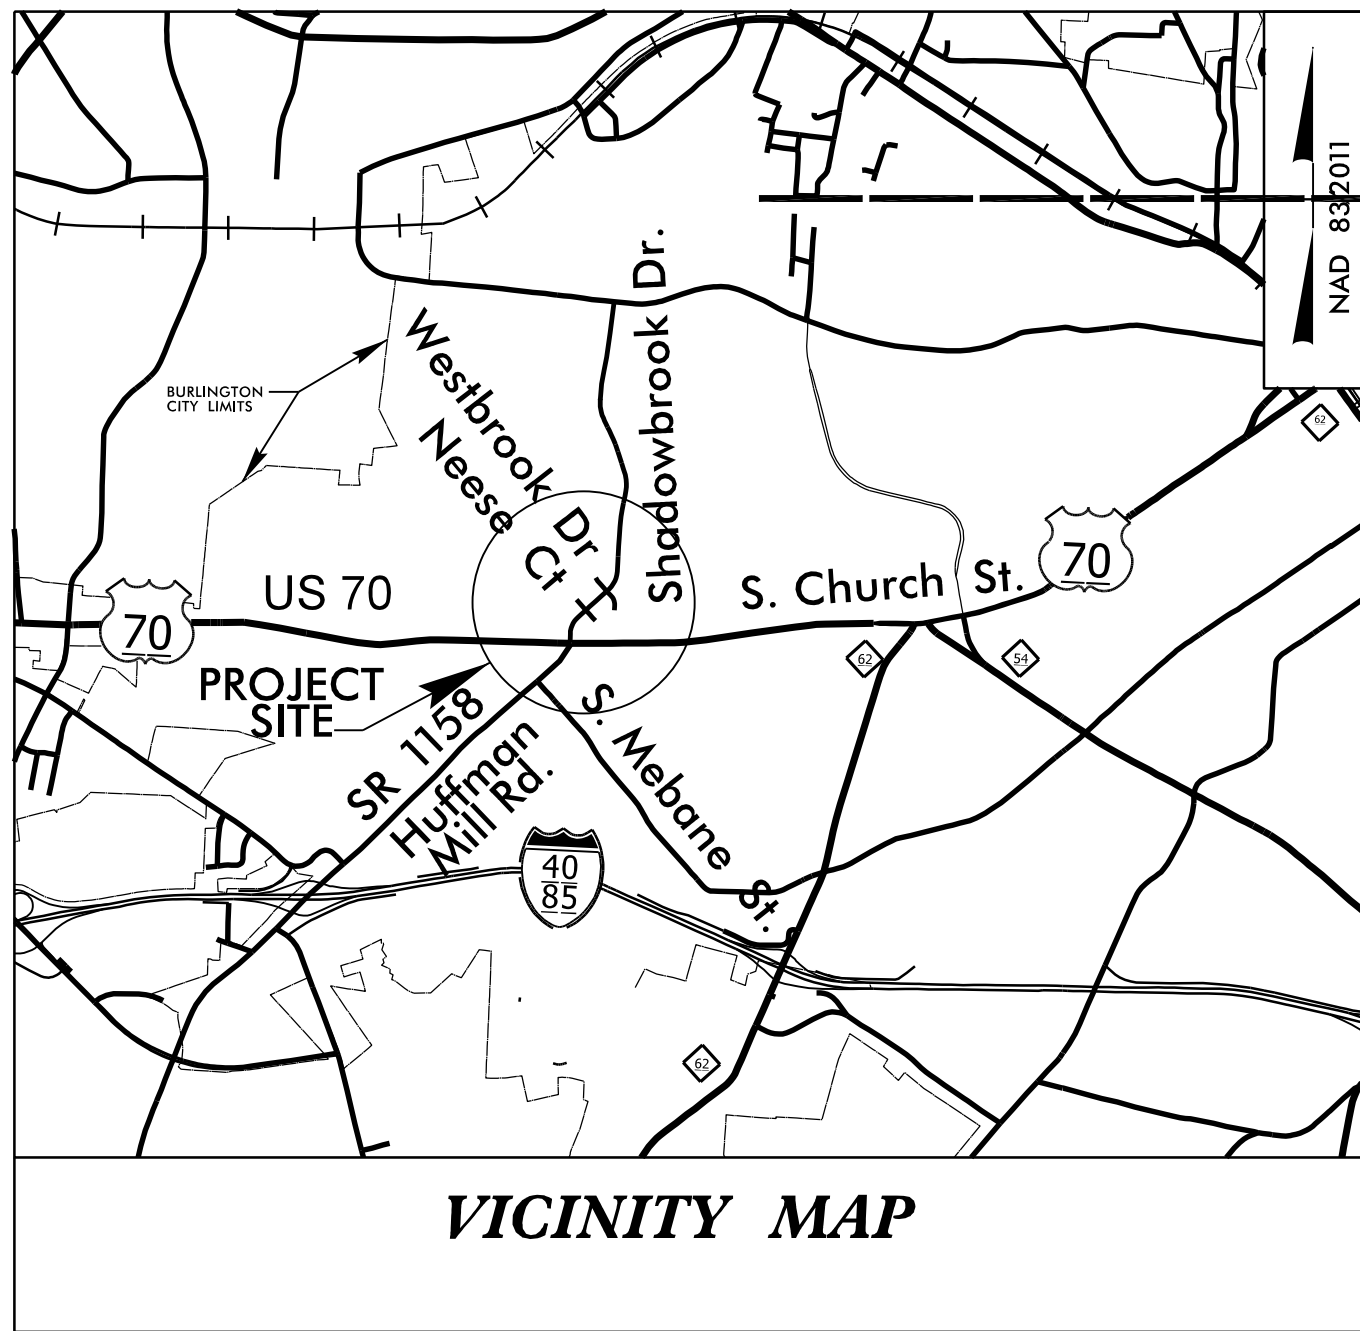 NAD 83/2011
Shadowbrook Dr.
Westbrook Dr
Neese Ct
BURLINGTON
CITY LIMITS
62
70
US 70
S. Church St.
70
62
54
PROJECT
SITE
SR 1158
Huffman
Mill Rd.
S. Mebane St.
40
85
62
VICINITY MAP